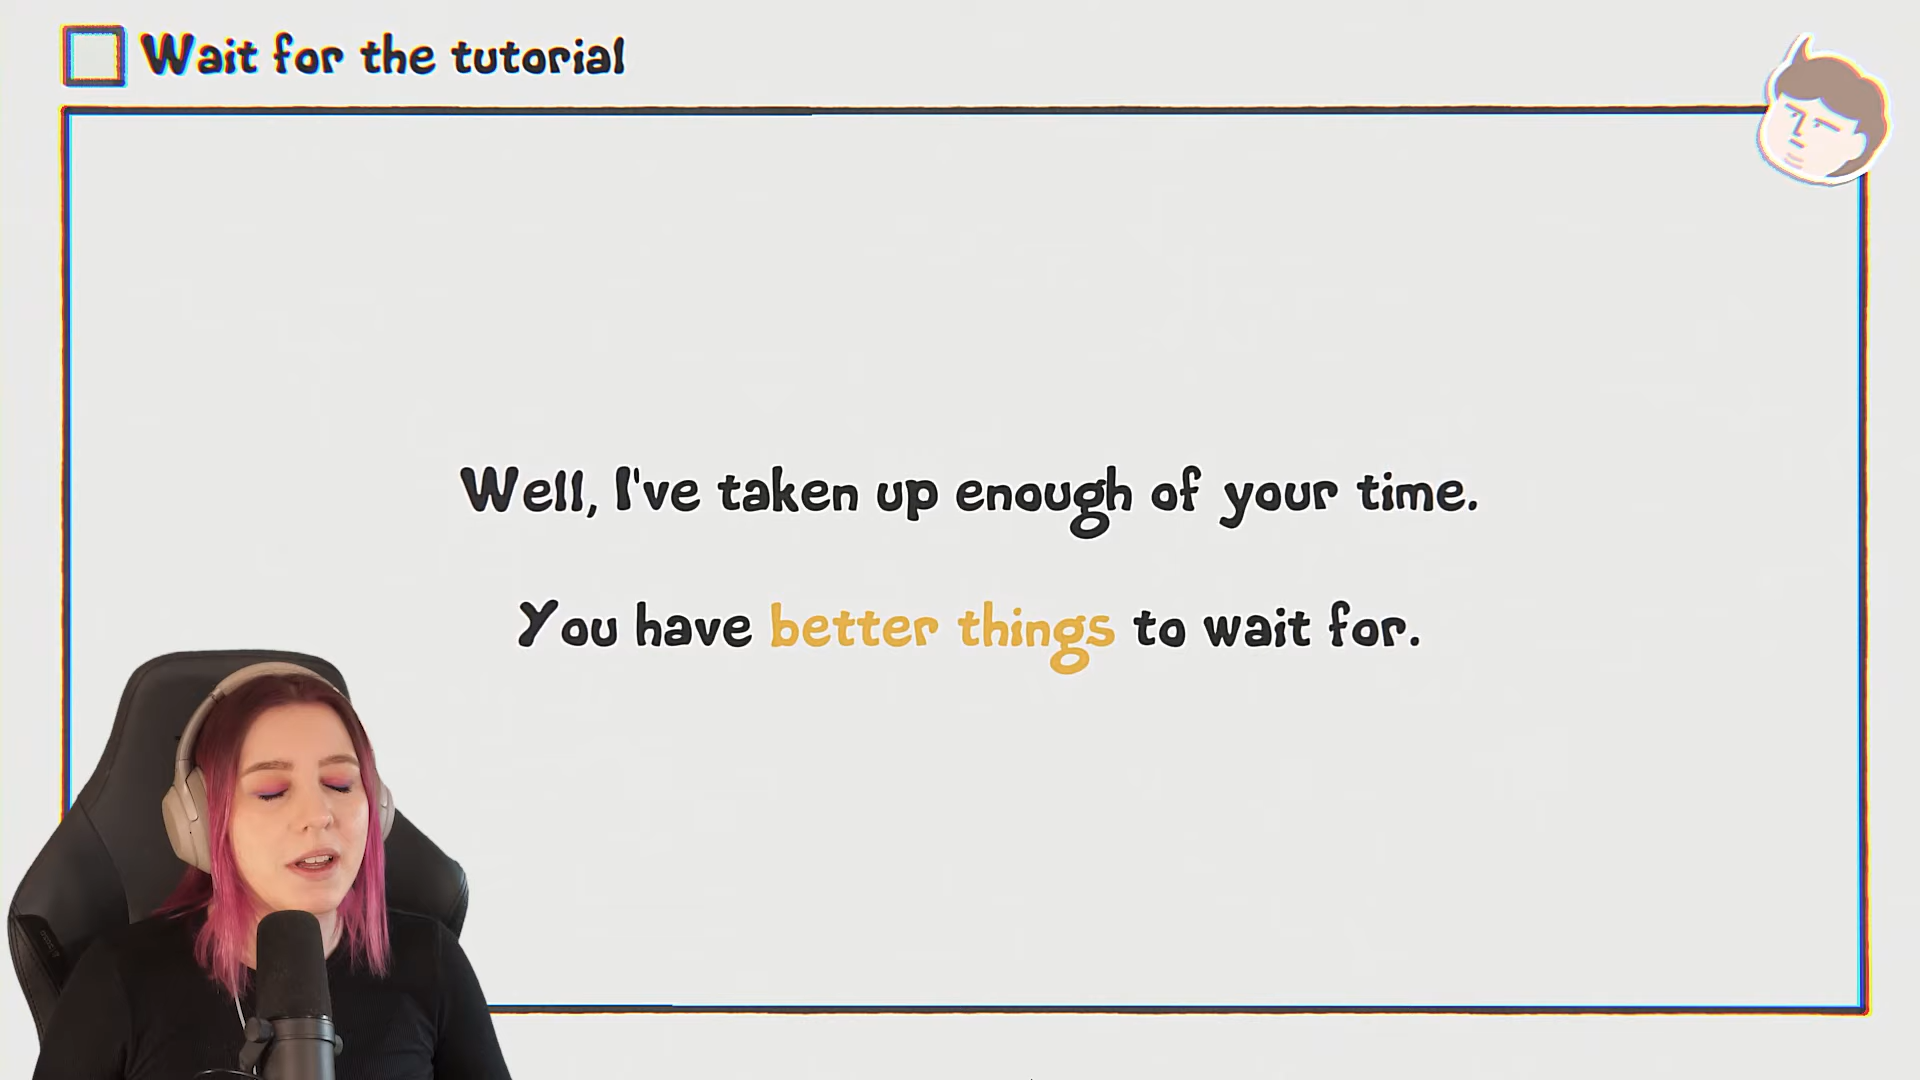 Wait for the tutorial
Well, I've taken up enough of your time.
You have better things to wait for.